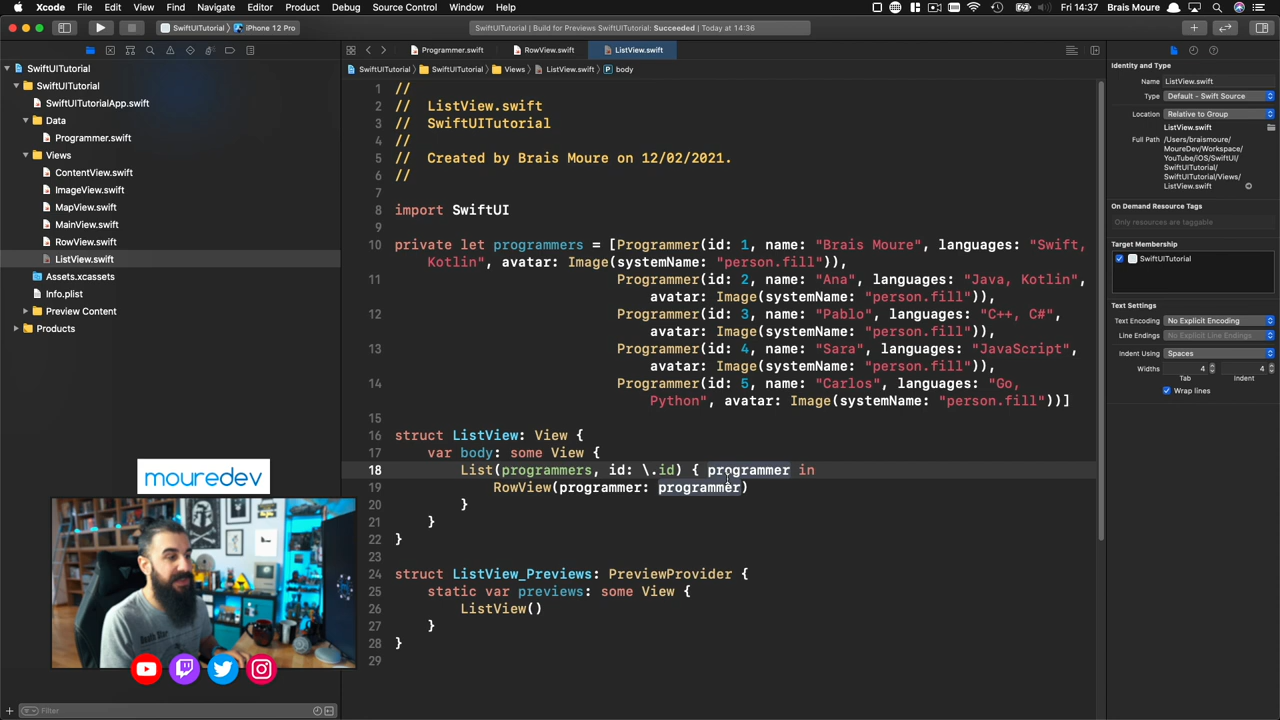 Xcode File Edit View Find Navigate Editor Product Debug Source Control Window Help Fri 14:37 Brais Moure
SwiftUITutorial iPhone 12 Pro SwiftUITutorial | Build for Previews SwiftUITutorial: Succeeded | Today at 14:36
Programmer.swift RowView.swift ListView.swift
SwiftUITutorial SwiftUITutorial Views ListView.swift P body
SwiftUITutorial
SwiftUITutorial
SwiftUITutorialApp.swift
Data
Programmer.swift
Views
ContentView.swift
ImageView.swift
MapView.swift
MainView.swift
RowView.swift
ListView.swift
Assets.xcassets
Info.plist
Preview Content
Products
1 //
2 // ListView.swift
3 // SwiftUITutorial
4 //
5 // Created by Brais Moure on 12/02/2021.
6 //
7
8 import SwiftUI
9
10 private let programmers = [Programmer(id: 1, name: "Brais Moure", languages: "Swift,
Kotlin", avatar: Image(systemName: "person.fill")),
11 Programmer(id: 2, name: "Ana", languages: "Java, Kotlin",
avatar: Image(systemName: "person.fill")),
12 Programmer(id: 3, name: "Pablo", languages: "C++, C#",
avatar: Image(systemName: "person.fill")),
13 Programmer(id: 4, name: "Sara", languages: "JavaScript",
avatar: Image(systemName: "person.fill")),
14 Programmer(id: 5, name: "Carlos", languages: "Go,
Python", avatar: Image(systemName: "person.fill"))]
15
16 struct ListView: View {
17 var body: some View {
18 List(programmers, id: \.id) { programmer in
19 RowView(programmer: programmer)
20 }
21 }
22 }
23
24 struct ListView_Previews: PreviewProvider {
25 static var previews: some View {
26 ListView()
27 }
28 }
29
Identity and Type
Name ListView.swift
Type Default - Swift Source
Location Relative to Group
ListView.swift
Full Path /Users/braismoure/
MoureDev/Workspace/
YouTube/iOS/SwiftUI/
SwiftUITutorial/
SwiftUITutorial/Views/
ListView.swift
On Demand Resource Tags
Only resources are taggable
Target Membership
SwiftUITutorial
Text Settings
Text Encoding No Explicit Encoding
Line Endings No Explicit Line Endings
Indent Using Spaces
Widths 4 4
Tab Indent
Wrap lines
mouredev
Filter